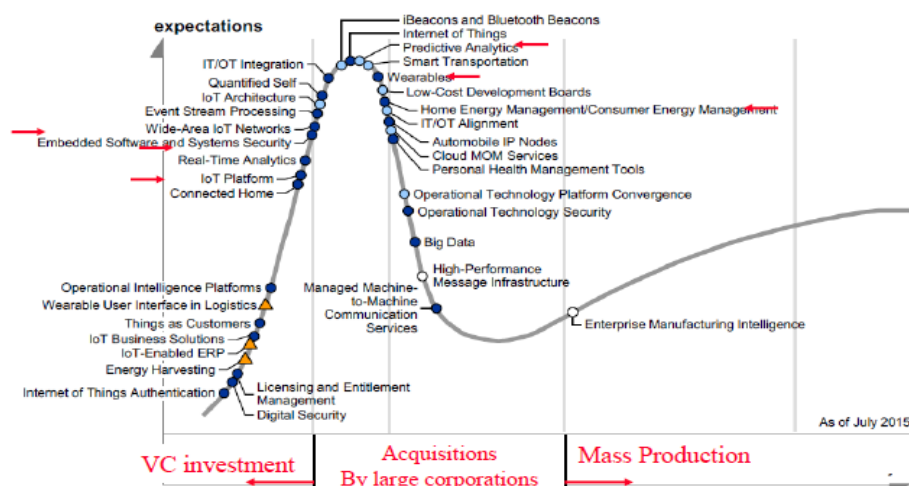 expectations
iBeacons and Bluetooth Beacons
Internet of Things
Predictive Analytics
Smart Transportation
Wearables
Low-Cost Development Boards
Home Energy Management/Consumer Energy Management
IT/OT Alignment
Automobile IP Nodes
Cloud MOM Services
Personal Health Management Tools
IT/OT Integration
Quantified Self
IoT Architecture
Event Stream Processing
Wide-Area IoT Networks
Embedded Software and Systems Security
Real-Time Analytics
IoT Platform
Connected Home
Operational Technology Platform Convergence
Operational Technology Security
Big Data
High-Performance
Message Infrastructure
Managed Machine-
to-Machine
Communication
Services
Enterprise Manufacturing Intelligence
Operational Intelligence Platforms
Wearable User Interface in Logistics
Things as Customers
IoT Business Solutions
IoT-Enabled ERP
Energy Harvesting
Internet of Things Authentication
Licensing and Entitlement
Management
Digital Security
As of July 2015
VC investment
Acquisitions
By large corporations
Mass Production